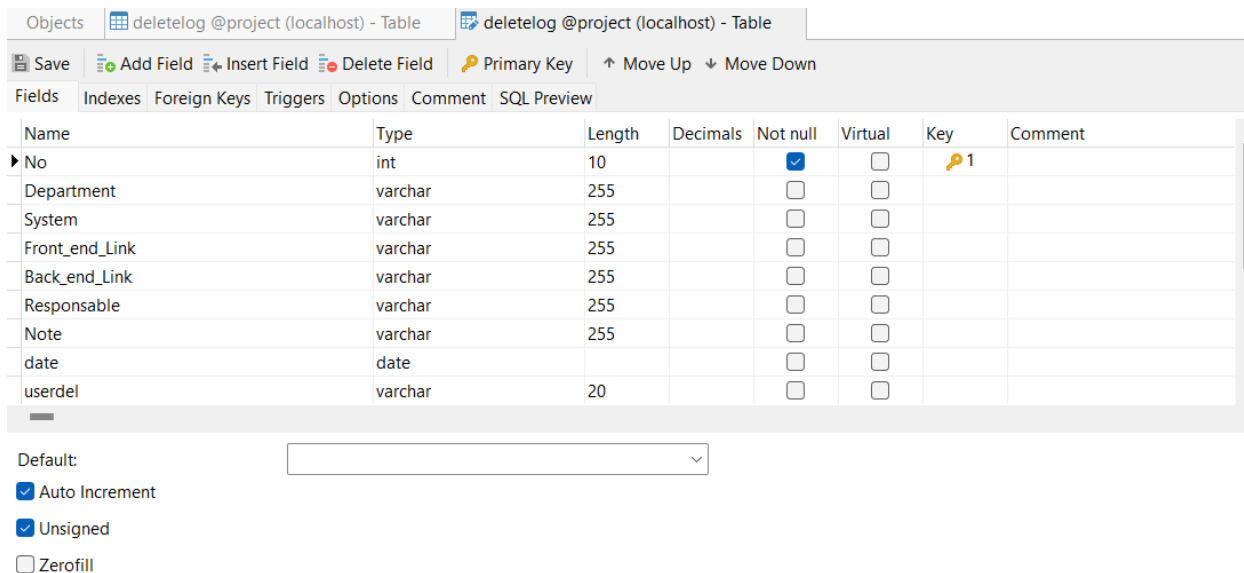 Objects deletelog @project (localhost) - Table deletelog @project (localhost) - Table
Save Add Field Insert Field Delete Field Primary Key Move Up Move Down
Fields Indexes Foreign Keys Triggers Options Comment SQL Preview
Name Type Length Decimals Not null Virtual Key Comment
No int 10 1
Department varchar 255
System varchar 255
Front_end_Link varchar 255
Back_end_Link varchar 255
Responsable varchar 255
Note varchar 255
date date
userdel varchar 20
Default:
Auto Increment
Unsigned
Zerofill